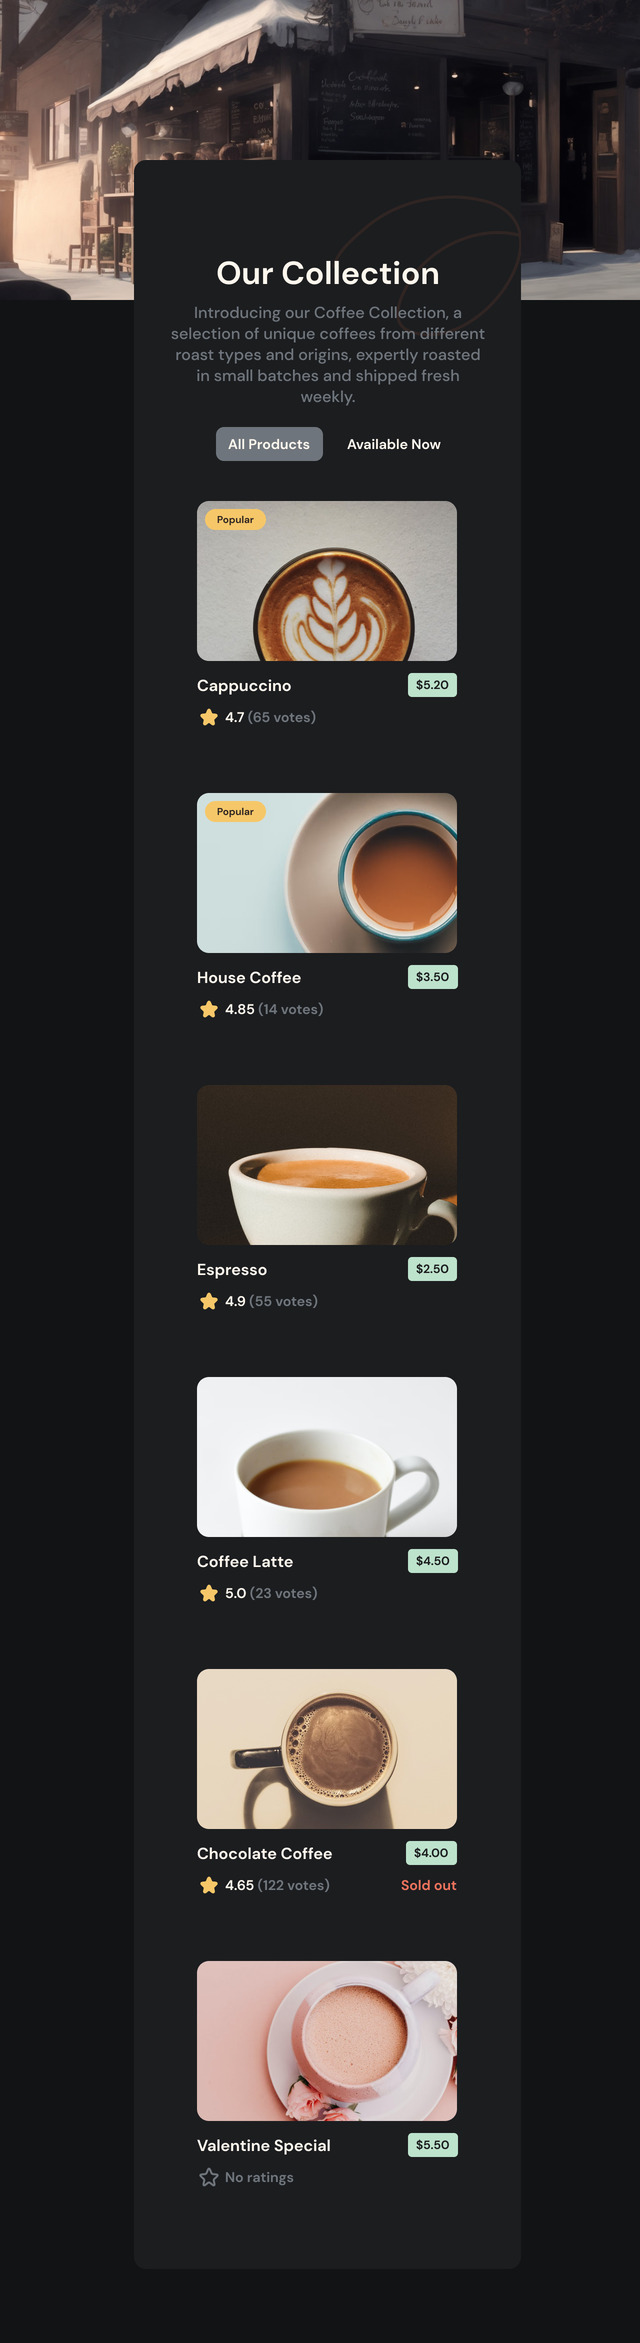 Our Collection
Introducing our Coffee Collection, a
selection of unique coffees from different
roast types and origins, expertly roasted
in small batches and shipped fresh
weekly.
All Products
Available Now
Popular
Cappuccino
$5.20
4.7 (65 votes)
Popular
House Coffee
$3.50
4.85 (14 votes)
Espresso
$2.50
4.9 (55 votes)
Coffee Latte
$4.50
5.0 (23 votes)
Chocolate Coffee
$4.00
4.65 (122 votes)
Sold out
Valentine Special
$5.50
No ratings